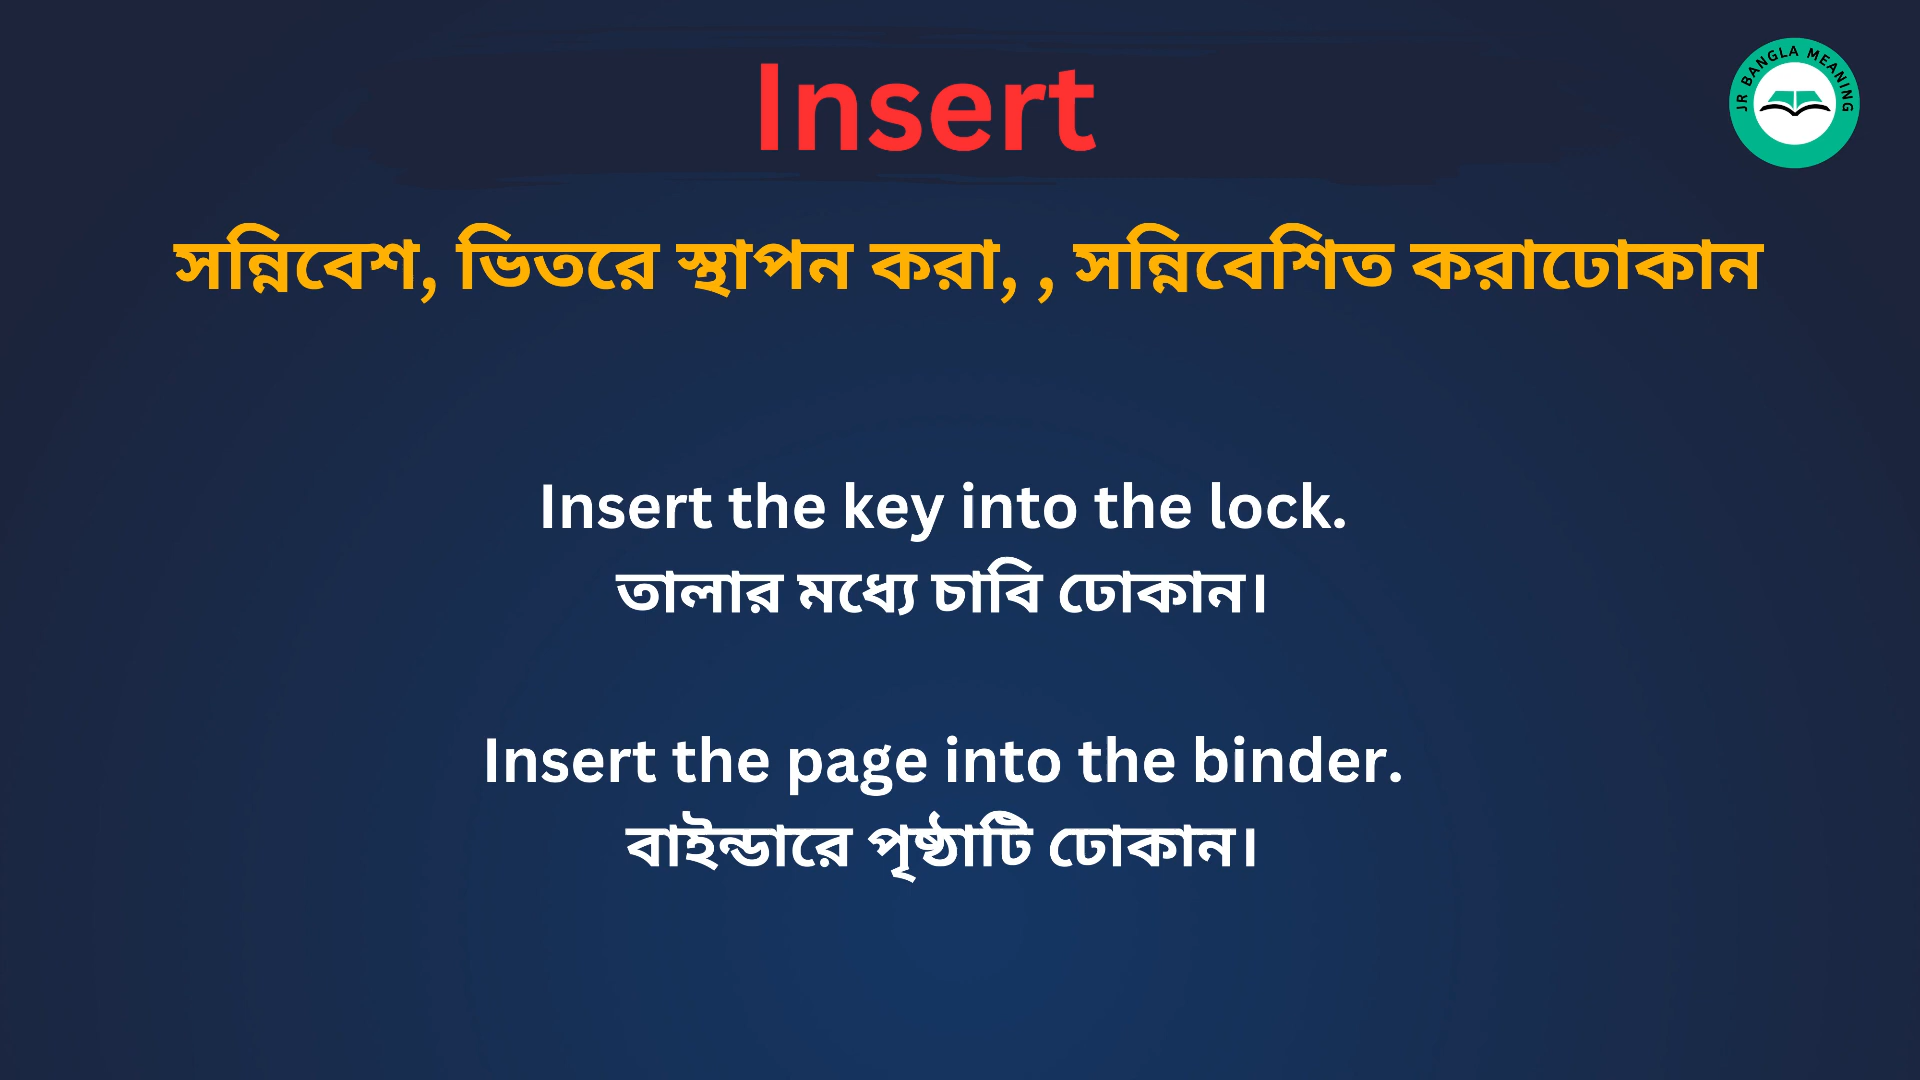 Insert
JR BANGLA MEANING
সন্নিবেশ, ভিতরে স্থাপন করা, , সন্নিবেশিত করাঢোকান
Insert the key into the lock.
তালার মধ্যে চাবি ঢোকান।
Insert the page into the binder.
বাইন্ডারে পৃষ্ঠাটি ঢোকান।